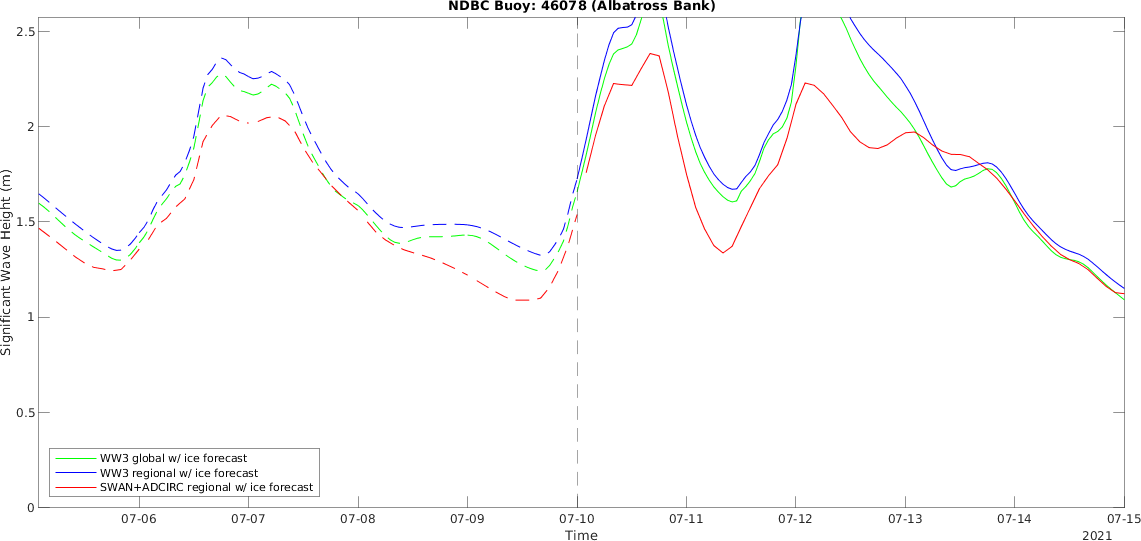 NDBC Buoy: 46078 (Albatross Bank)
2.5
2
1.5
1
0.5
0
Significant Wave Height (m)
WW3 global w/ ice forecast
WW3 regional w/ ice forecast
SWAN+ADCIRC regional w/ ice forecast
07-06 07-07 07-08 07-09 07-10 07-11 07-12 07-13 07-14 07-15
Time
2021